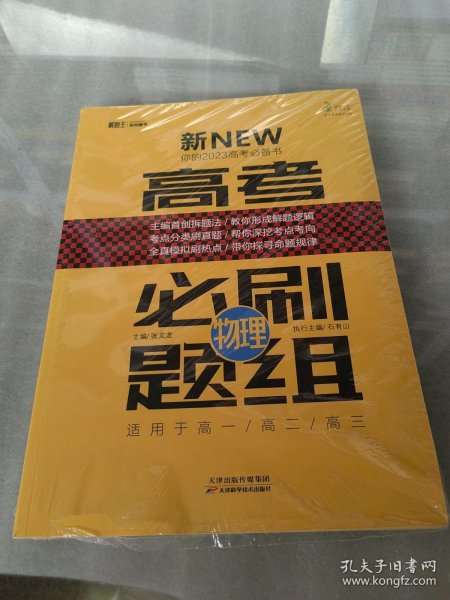 解题王
新NEW
你的2023高考必备书
高考
主编首创拆题法/教你形成解题逻辑
考点分类刷真题/帮你深挖考点考向
全真模拟刷热点/带你探寻命题规律
必刷
物理
主编/张文龙
执行主编/石有山
题组
适用于高一/高二/高三
天津出版传媒集团
天津科学技术出版社
孔夫子旧书网
www.kongfz.com